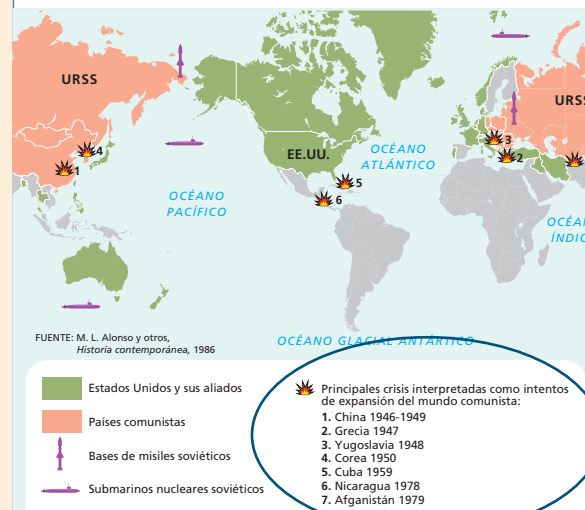 URSS
URSS
4
1
EE.UU.
OCÉANO
ATLÁNTICO
3
2
5
6
OCÉANO
PACÍFICO
OCÉAN
ÍNDIC
FUENTE: M. L. Alonso y otros,
Historia contemporánea, 1986
OCÉANO GLACIAL ANTÁRTICO
Estados Unidos y sus aliados
Países comunistas
Bases de misiles soviéticos
Submarinos nucleares soviéticos
Principales crisis interpretadas como intentos
de expansión del mundo comunista:
1. China 1946-1949
2. Grecia 1947
3. Yugoslavia 1948
4. Corea 1950
5. Cuba 1959
6. Nicaragua 1978
7. Afganistán 1979